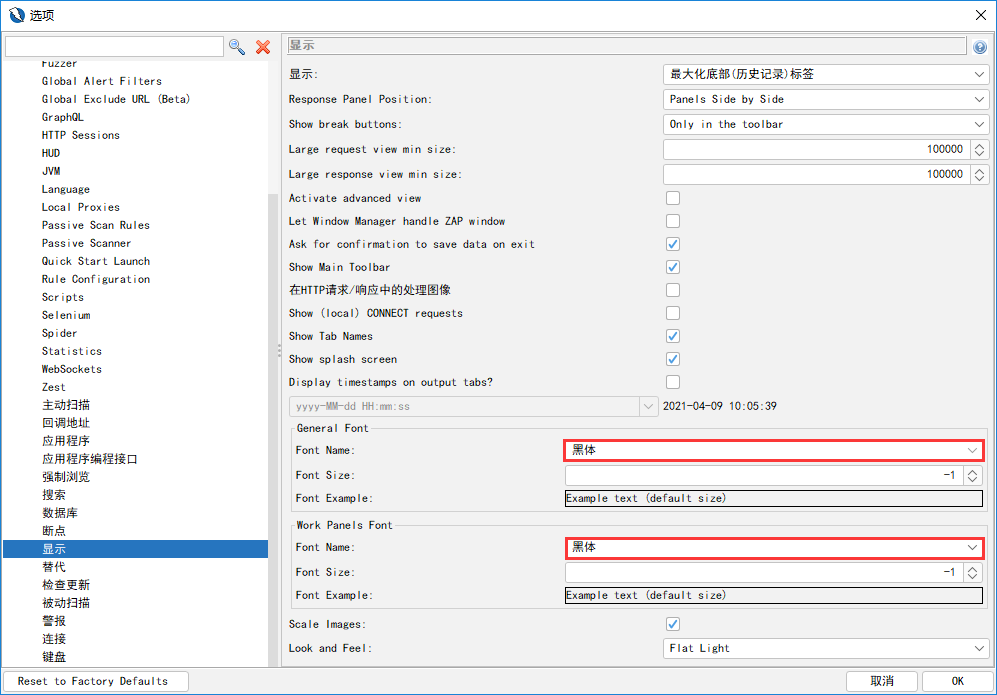 选项
Fuzzer
Global Alert Filters
Global Exclude URL (Beta)
GraphQL
HTTP Sessions
HUD
JVM
Language
Local Proxies
Passive Scan Rules
Passive Scanner
Quick Start Launch
Rule Configuration
Scripts
Selenium
Spider
Statistics
WebSockets
Zest
主动扫描
回调地址
应用程序
应用程序编程接口
强制浏览
搜索
数据库
断点
显示
替代
检查更新
被动扫描
警报
连接
键盘
显示
显示: 最大化底部(历史记录)标签
Response Panel Position: Panels Side by Side
Show break buttons: Only in the toolbar
Large request view min size: 100000
Large response view min size: 100000
Activate advanced view
Let Window Manager handle ZAP window
Ask for confirmation to save data on exit
Show Main Toolbar
在HTTP请求/响应中的处理图像
Show (local) CONNECT requests
Show Tab Names
Show splash screen
Display timestamps on output tabs?
yyyy-MM-dd HH:mm:ss 2021-04-09 10:05:39
General Font
Font Name: 黑体
Font Size: -1
Font Example: Example text (default size)
Work Panels Font
Font Name: 黑体
Font Size: -1
Font Example: Example text (default size)
Scale Images:
Look and Feel: Flat Light
Reset to Factory Defaults 取消 OK